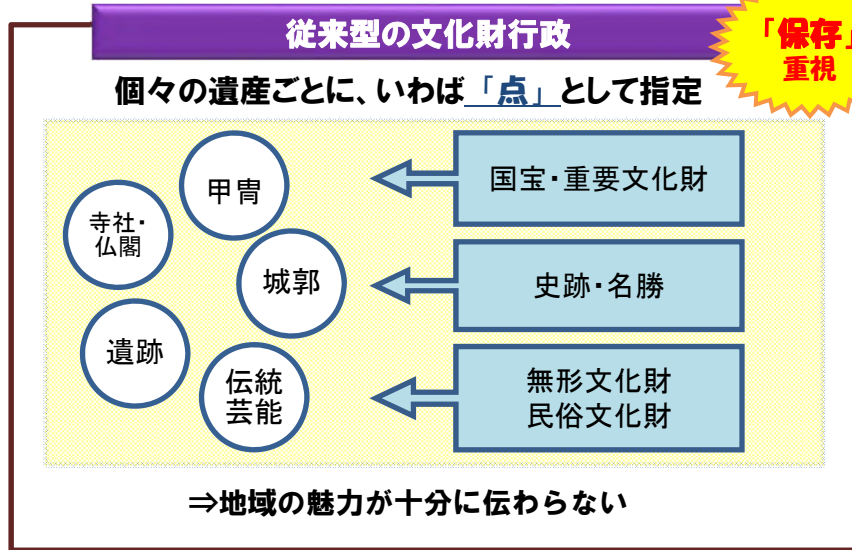 従来型の文化財行政
「保存」
重視
個々の遺産ごとに、いわば「点」として指定
甲冑
寺社・
仏閣
城郭
遺跡
伝統
芸能
国宝・重要文化財
史跡・名勝
無形文化財
民俗文化財
⇒地域の魅力が十分に伝わらない